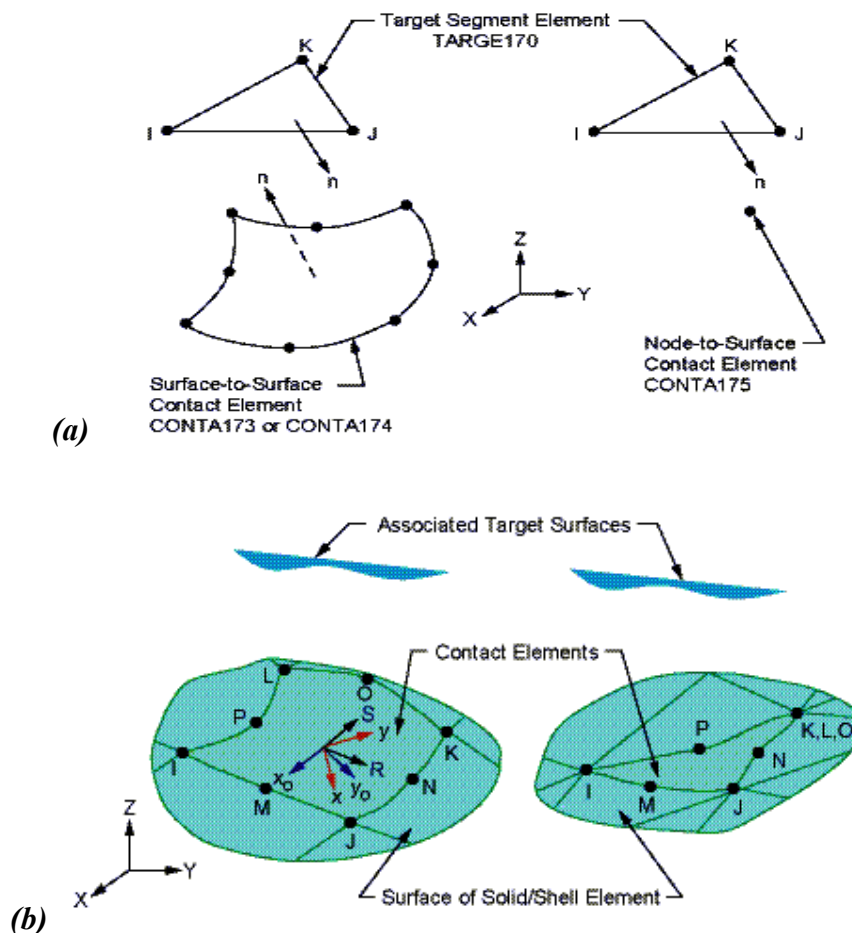 Target Segment Element
TARGE170
K
I
J
n
n
K
I
J
n
Z
Y
X
Surface-to-Surface
Contact Element
CONTA173 or CONTA174
Node-to-Surface
Contact Element
CONTA175
(a)
Associated Target Surfaces
Contact Elements
L
O
P
S
y
K
I
R
xo
x
yo
N
M
J
P
K,L,O
N
I
M
J
Z
Y
X
Surface of Solid/Shell Element
(b)